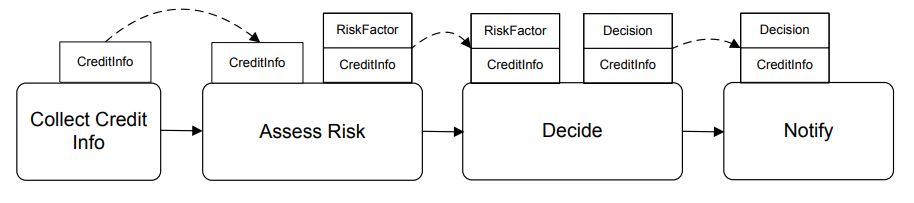 RiskFactor
RiskFactor
Decision
Decision
CreditInfo
CreditInfo
CreditInfo
CreditInfo
CreditInfo
CreditInfo
Collect Credit
Info
Assess Risk
Decide
Notify